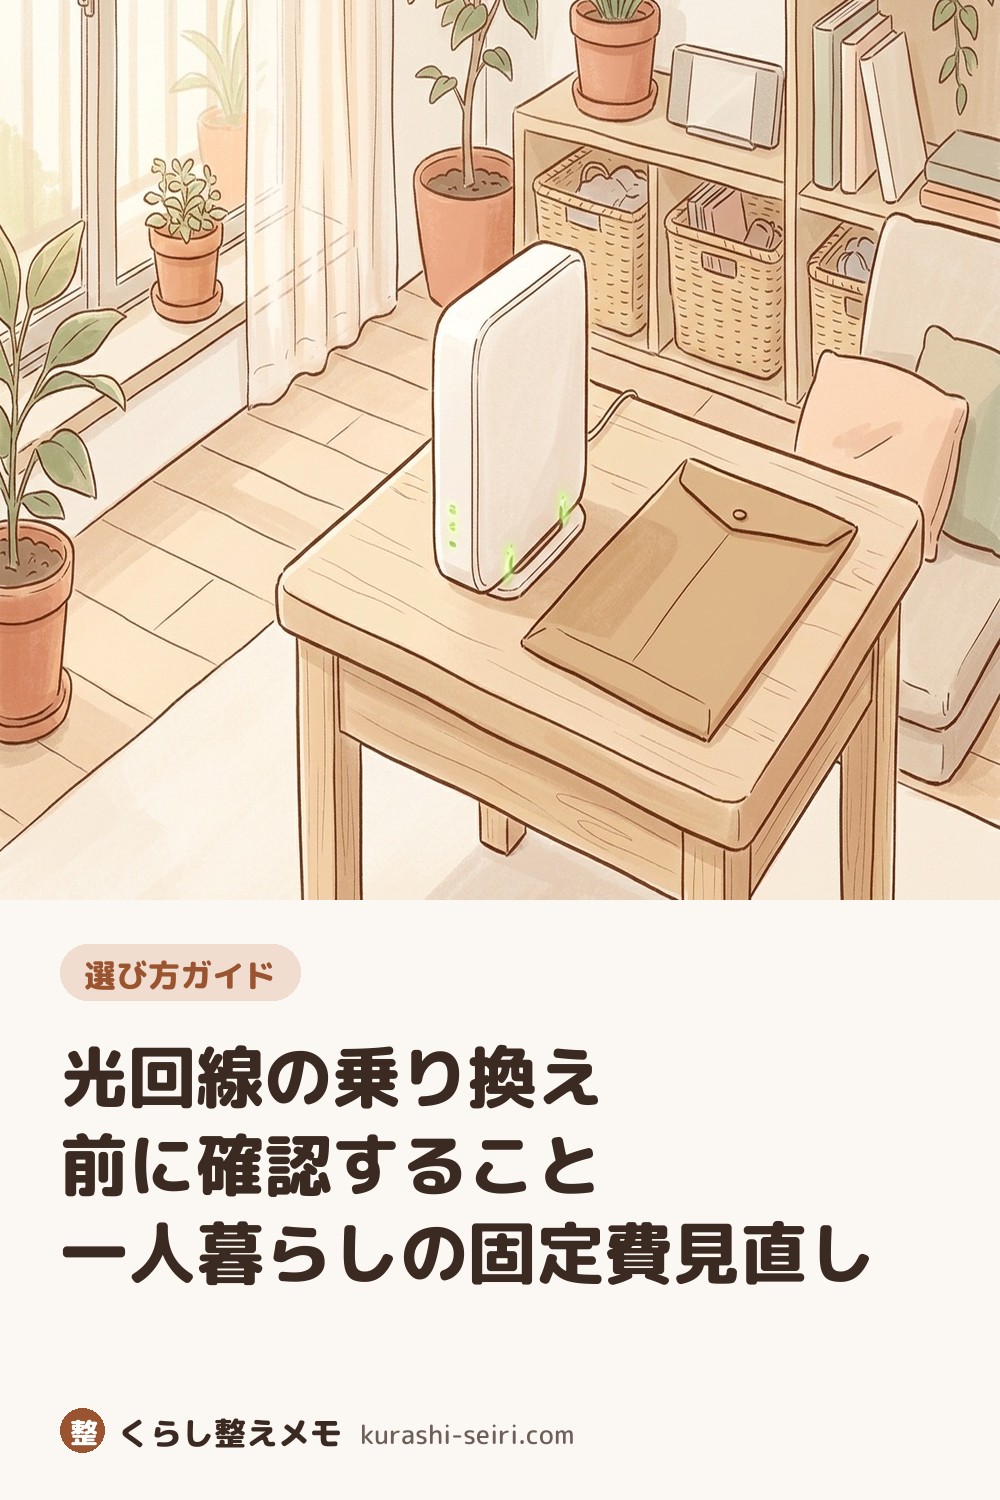 選び方ガイド
光回線の乗り換え
前に確認すること
一人暮らしの固定費見直し
整 くらし整えメモ kurashi-seiri.com